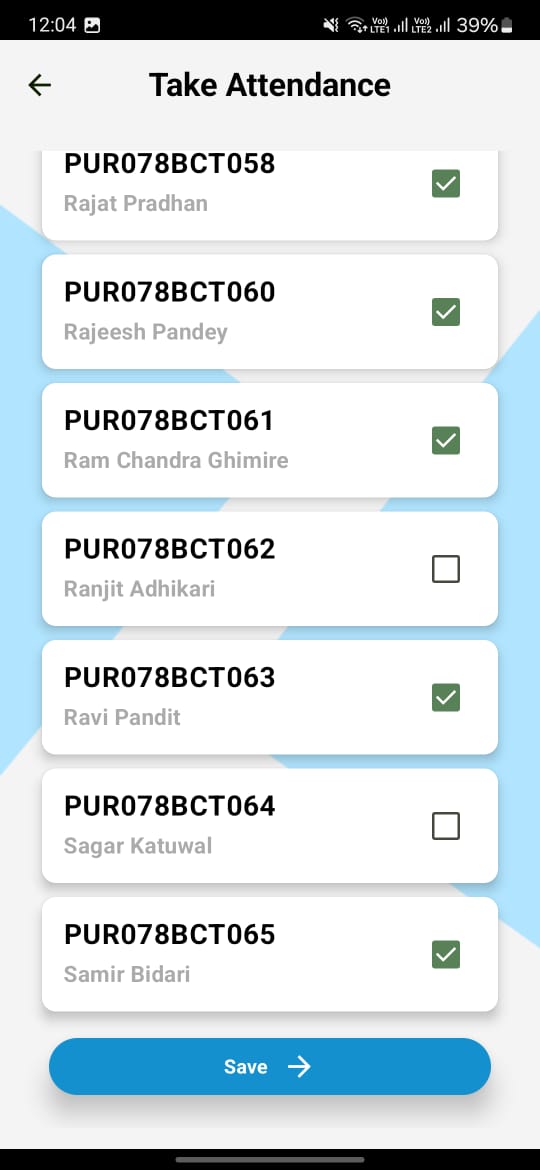 12:04
Vo)) LTE1 Vo)) LTE2 39%
Take Attendance
PUR078BCT058
Rajat Pradhan
PUR078BCT060
Rajeesh Pandey
PUR078BCT061
Ram Chandra Ghimire
PUR078BCT062
Ranjit Adhikari
PUR078BCT063
Ravi Pandit
PUR078BCT064
Sagar Katuwal
PUR078BCT065
Samir Bidari
Save